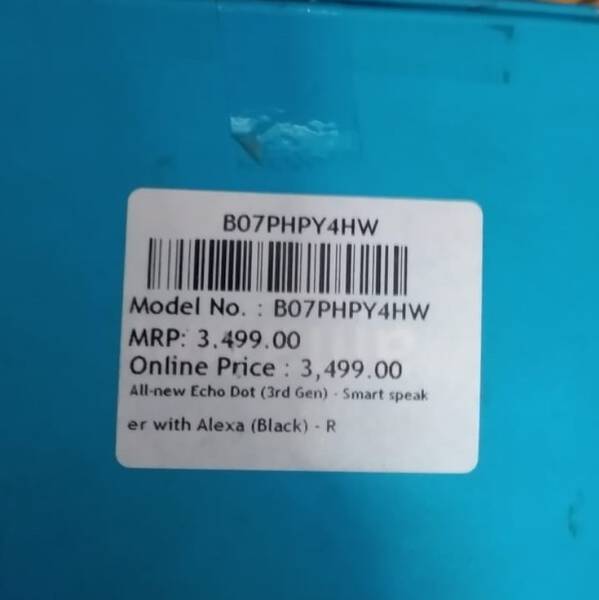 B07PHPY4HW
Model No. : B07PHPY4HW
MRP: 3,499.00
Online Price : 3,499.00
All-new Echo Dot (3rd Gen) - Smart speak
er with Alexa (Black) - R